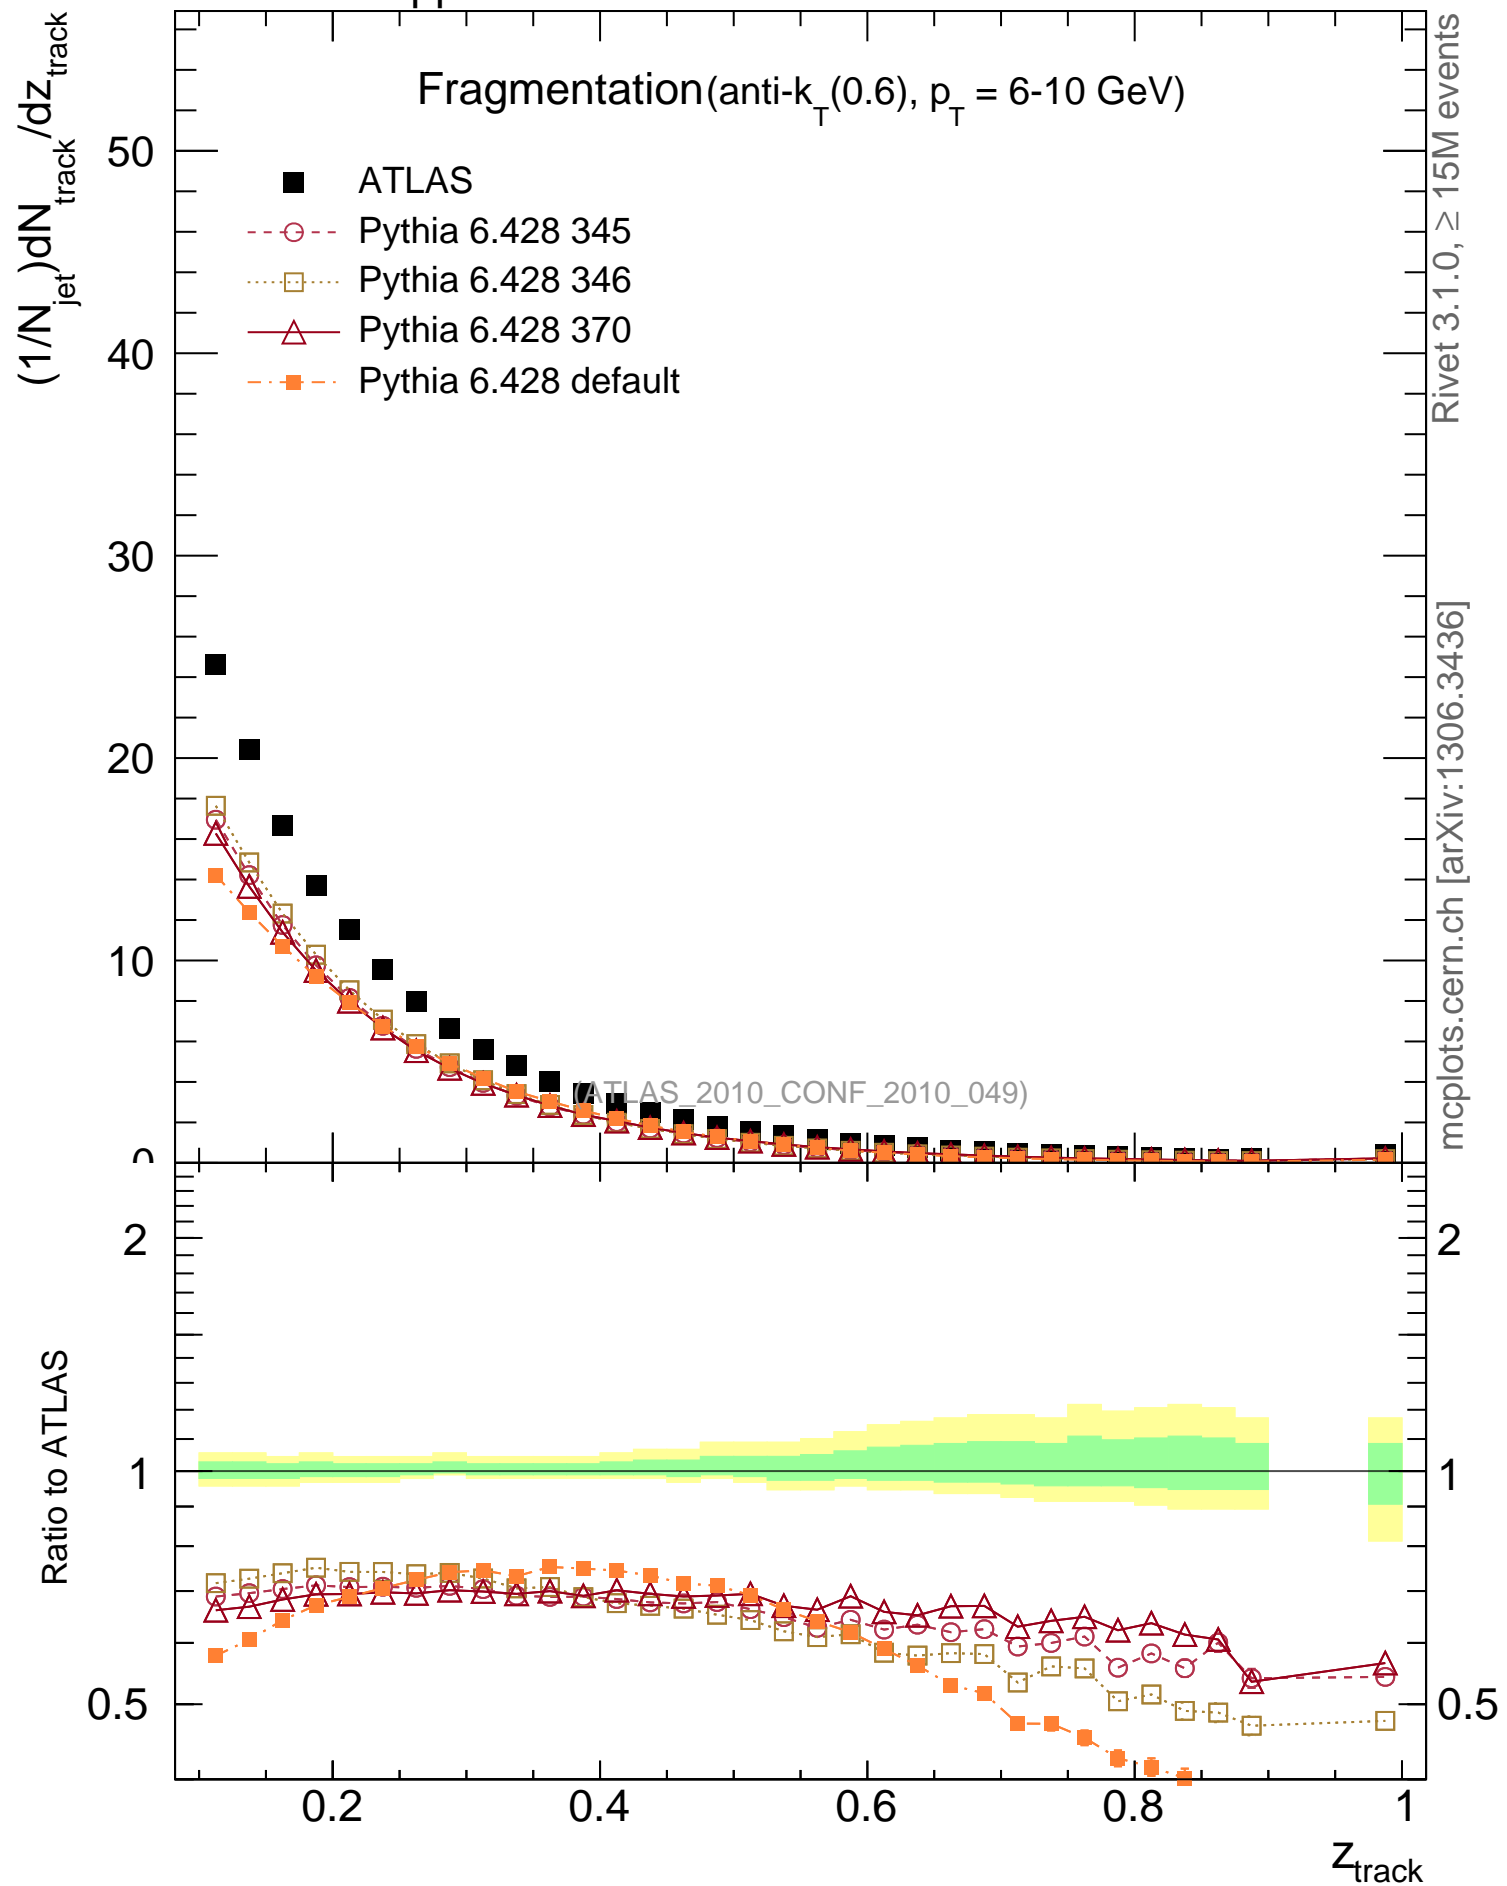 pp
Fragmentation (anti-k_T(0.6), p_T = 6-10 GeV)
(1/N_jet)dN_track/dz_track
ATLAS
Pythia 6.428 345
Pythia 6.428 346
Pythia 6.428 370
Pythia 6.428 default
50
40
30
20
10
0
(ATLAS_2010_CONF_2010_049)
Rivet 3.1.0, ≥ 15M events
mcplots.cern.ch [arXiv:1306.3436]
Ratio to ATLAS
2
1
0.5
2
1
0.5
0.2
0.4
0.6
0.8
1
z_track